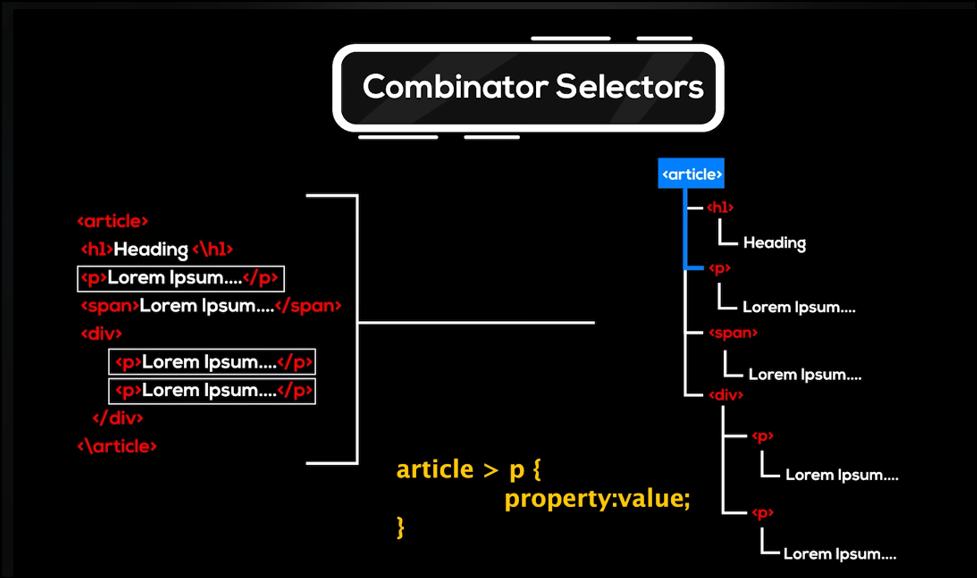 Combinator Selectors
<article>
<h1>Heading <\h1>
<p>Lorem Ipsum....</p>
<span>Lorem Ipsum....</span>
<div>
<p>Lorem Ipsum....</p>
<p>Lorem Ipsum....</p>
</div>
<\article>
article > p {
property:value;
}
<article>
<h1>
Heading
<p>
Lorem Ipsum....
<span>
Lorem Ipsum....
<div>
<p>
Lorem Ipsum....
<p>
Lorem Ipsum....